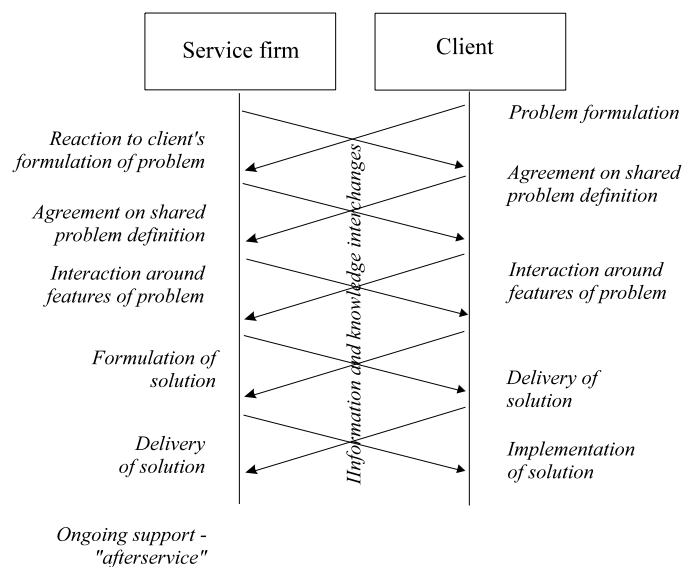 Service firm
Client
Problem formulation
Reaction to client's
formulation of problem
Agreement on shared
problem definition
Agreement on shared
problem definition
Interaction around
features of problem
Interaction around
features of problem
Formulation of
solution
Delivery of
solution
Delivery
of solution
Implementation
of solution
Ongoing support -
"afterservice"
IInformation and knowledge interchanges